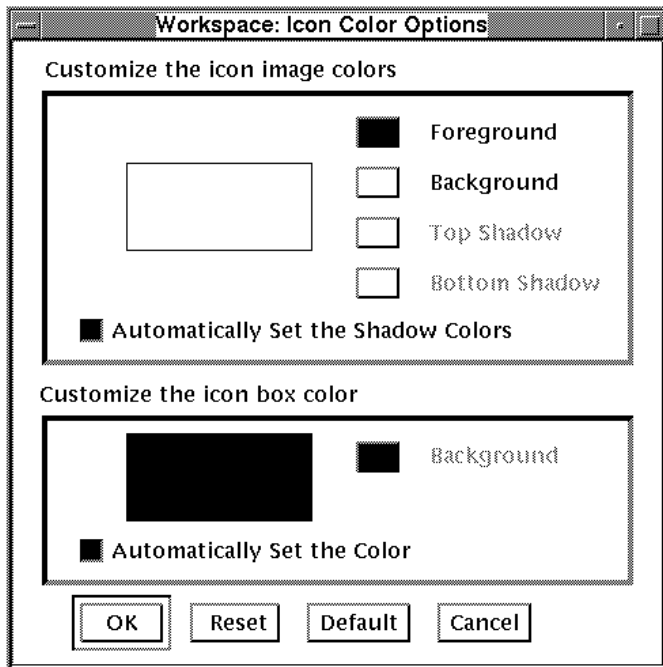 Workspace: Icon Color Options
Customize the icon image colors
Foreground
Background
Top Shadow
Bottom Shadow
Automatically Set the Shadow Colors
Customize the icon box color
Background
Automatically Set the Color
OK Reset Default Cancel